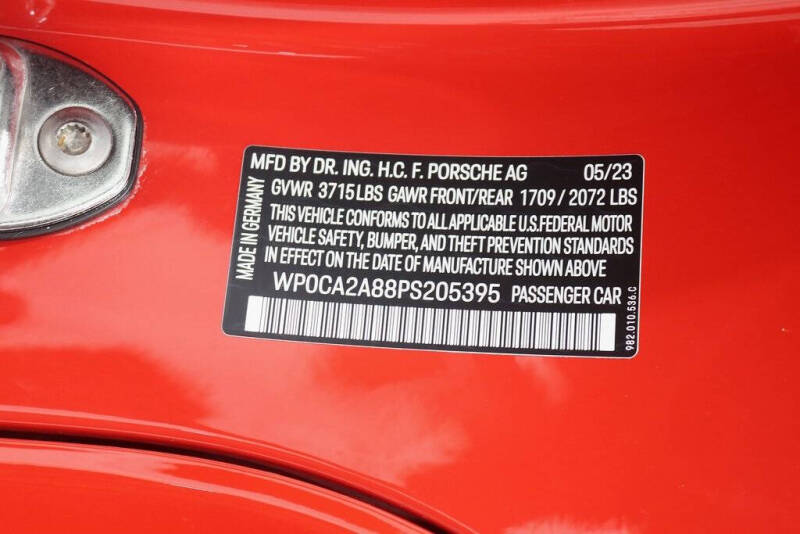 MFD BY DR. ING. H.C. F. PORSCHE AG 05/23
GVWR 3715 LBS GAWR FRONT/REAR 1709 / 2072 LBS
THIS VEHICLE CONFORMS TO ALL APPLICABLE U.S. FEDERAL MOTOR
VEHICLE SAFETY, BUMPER, AND THEFT PREVENTION STANDARDS
IN EFFECT ON THE DATE OF MANUFACTURE SHOWN ABOVE
WP0CA2A88PS205395 PASSENGER CAR
MADE IN GERMANY
982.010.536.C